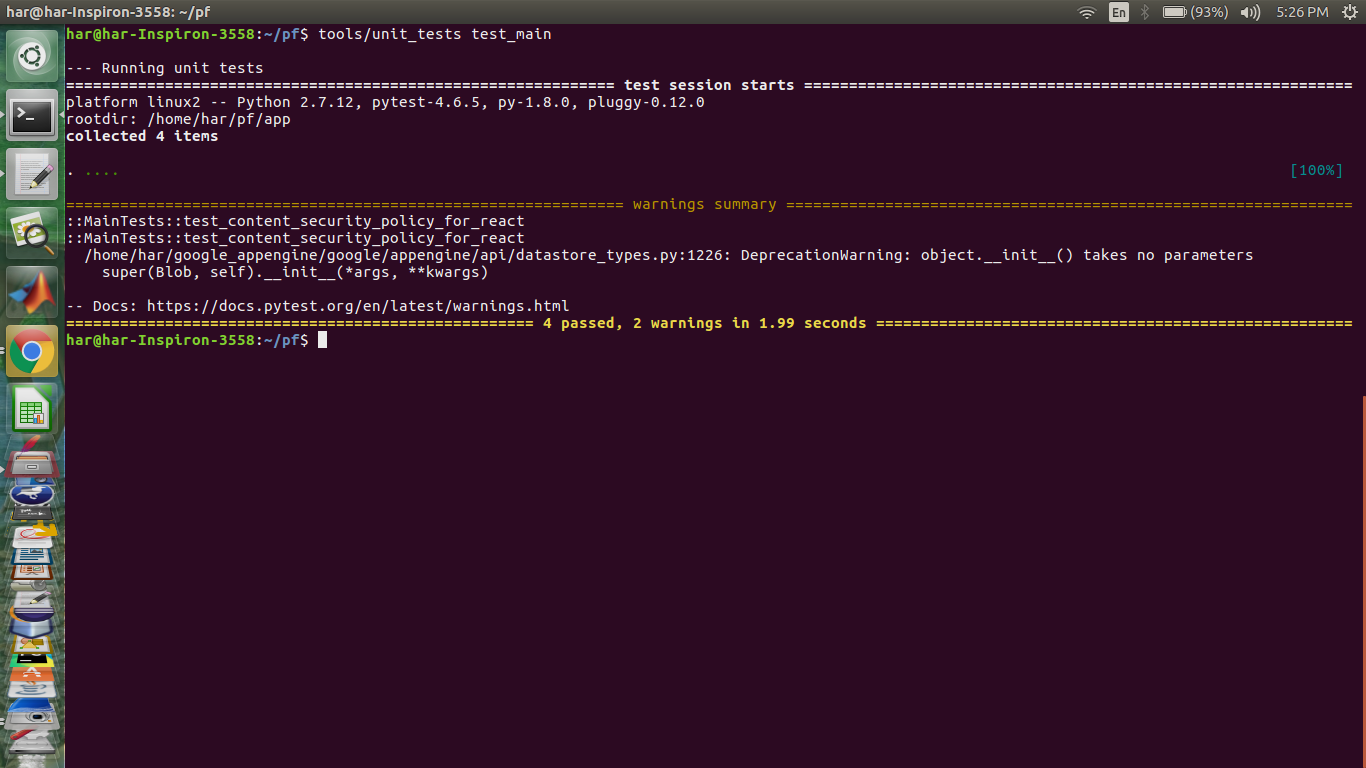 har@har-Inspiron-3558: ~/pf
En
(93%)
5:26 PM
har@har-Inspiron-3558:~/pf$ tools/unit_tests test_main
--- Running unit tests
============================================================= test session starts =============================================================
platform linux2 -- Python 2.7.12, pytest-4.6.5, py-1.8.0, pluggy-0.12.0
rootdir: /home/har/pf/app
collected 4 items
. .... [100%]
============================================================== warnings summary ===============================================================
::MainTests::test_content_security_policy_for_react
::MainTests::test_content_security_policy_for_react
  /home/har/google_appengine/google/appengine/api/datastore_types.py:1226: DeprecationWarning: object.__init__() takes no parameters
    super(Blob, self).__init__(*args, **kwargs)
-- Docs: https://docs.pytest.org/en/latest/warnings.html
==================================================== 4 passed, 2 warnings in 1.99 seconds =====================================================
har@har-Inspiron-3558:~/pf$